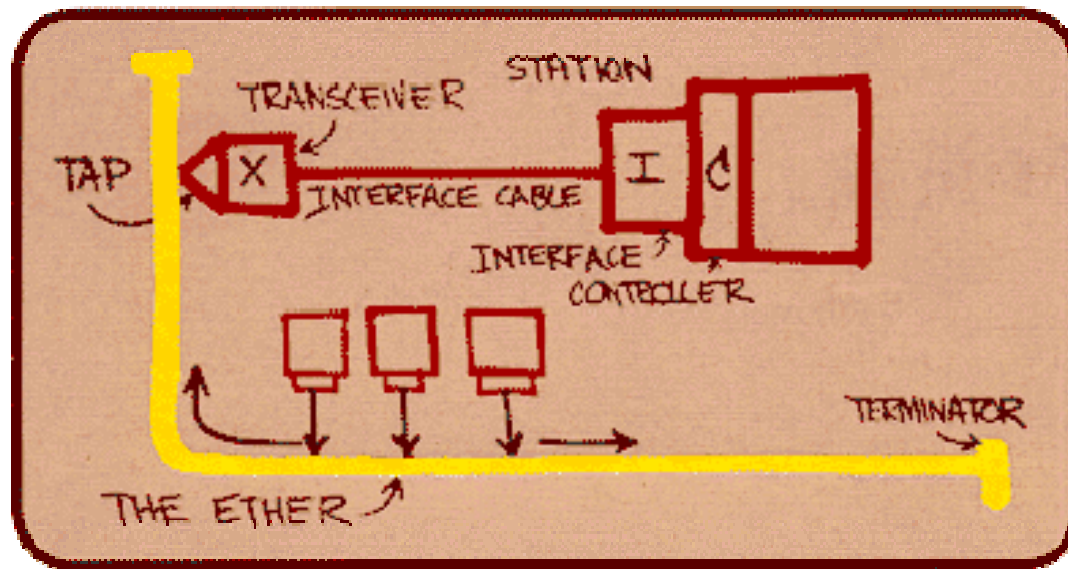 STATION
TRANSCEIVER
TAP
X
I
C
INTERFACE CABLE
INTERFACE
CONTROLLER
TERMINATOR
THE ETHER